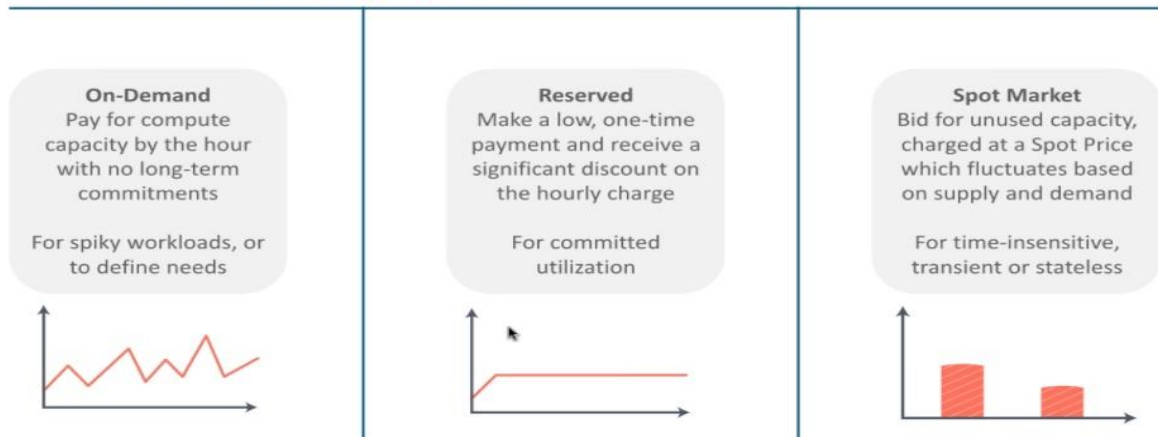 On-Demand
Pay for compute
capacity by the hour
with no long-term
commitments
For spiky workloads, or
to define needs
Reserved
Make a low, one-time
payment and receive a
significant discount on
the hourly charge
For committed
utilization
Spot Market
Bid for unused capacity,
charged at a Spot Price
which fluctuates based
on supply and demand
For time-insensitive,
transient or stateless